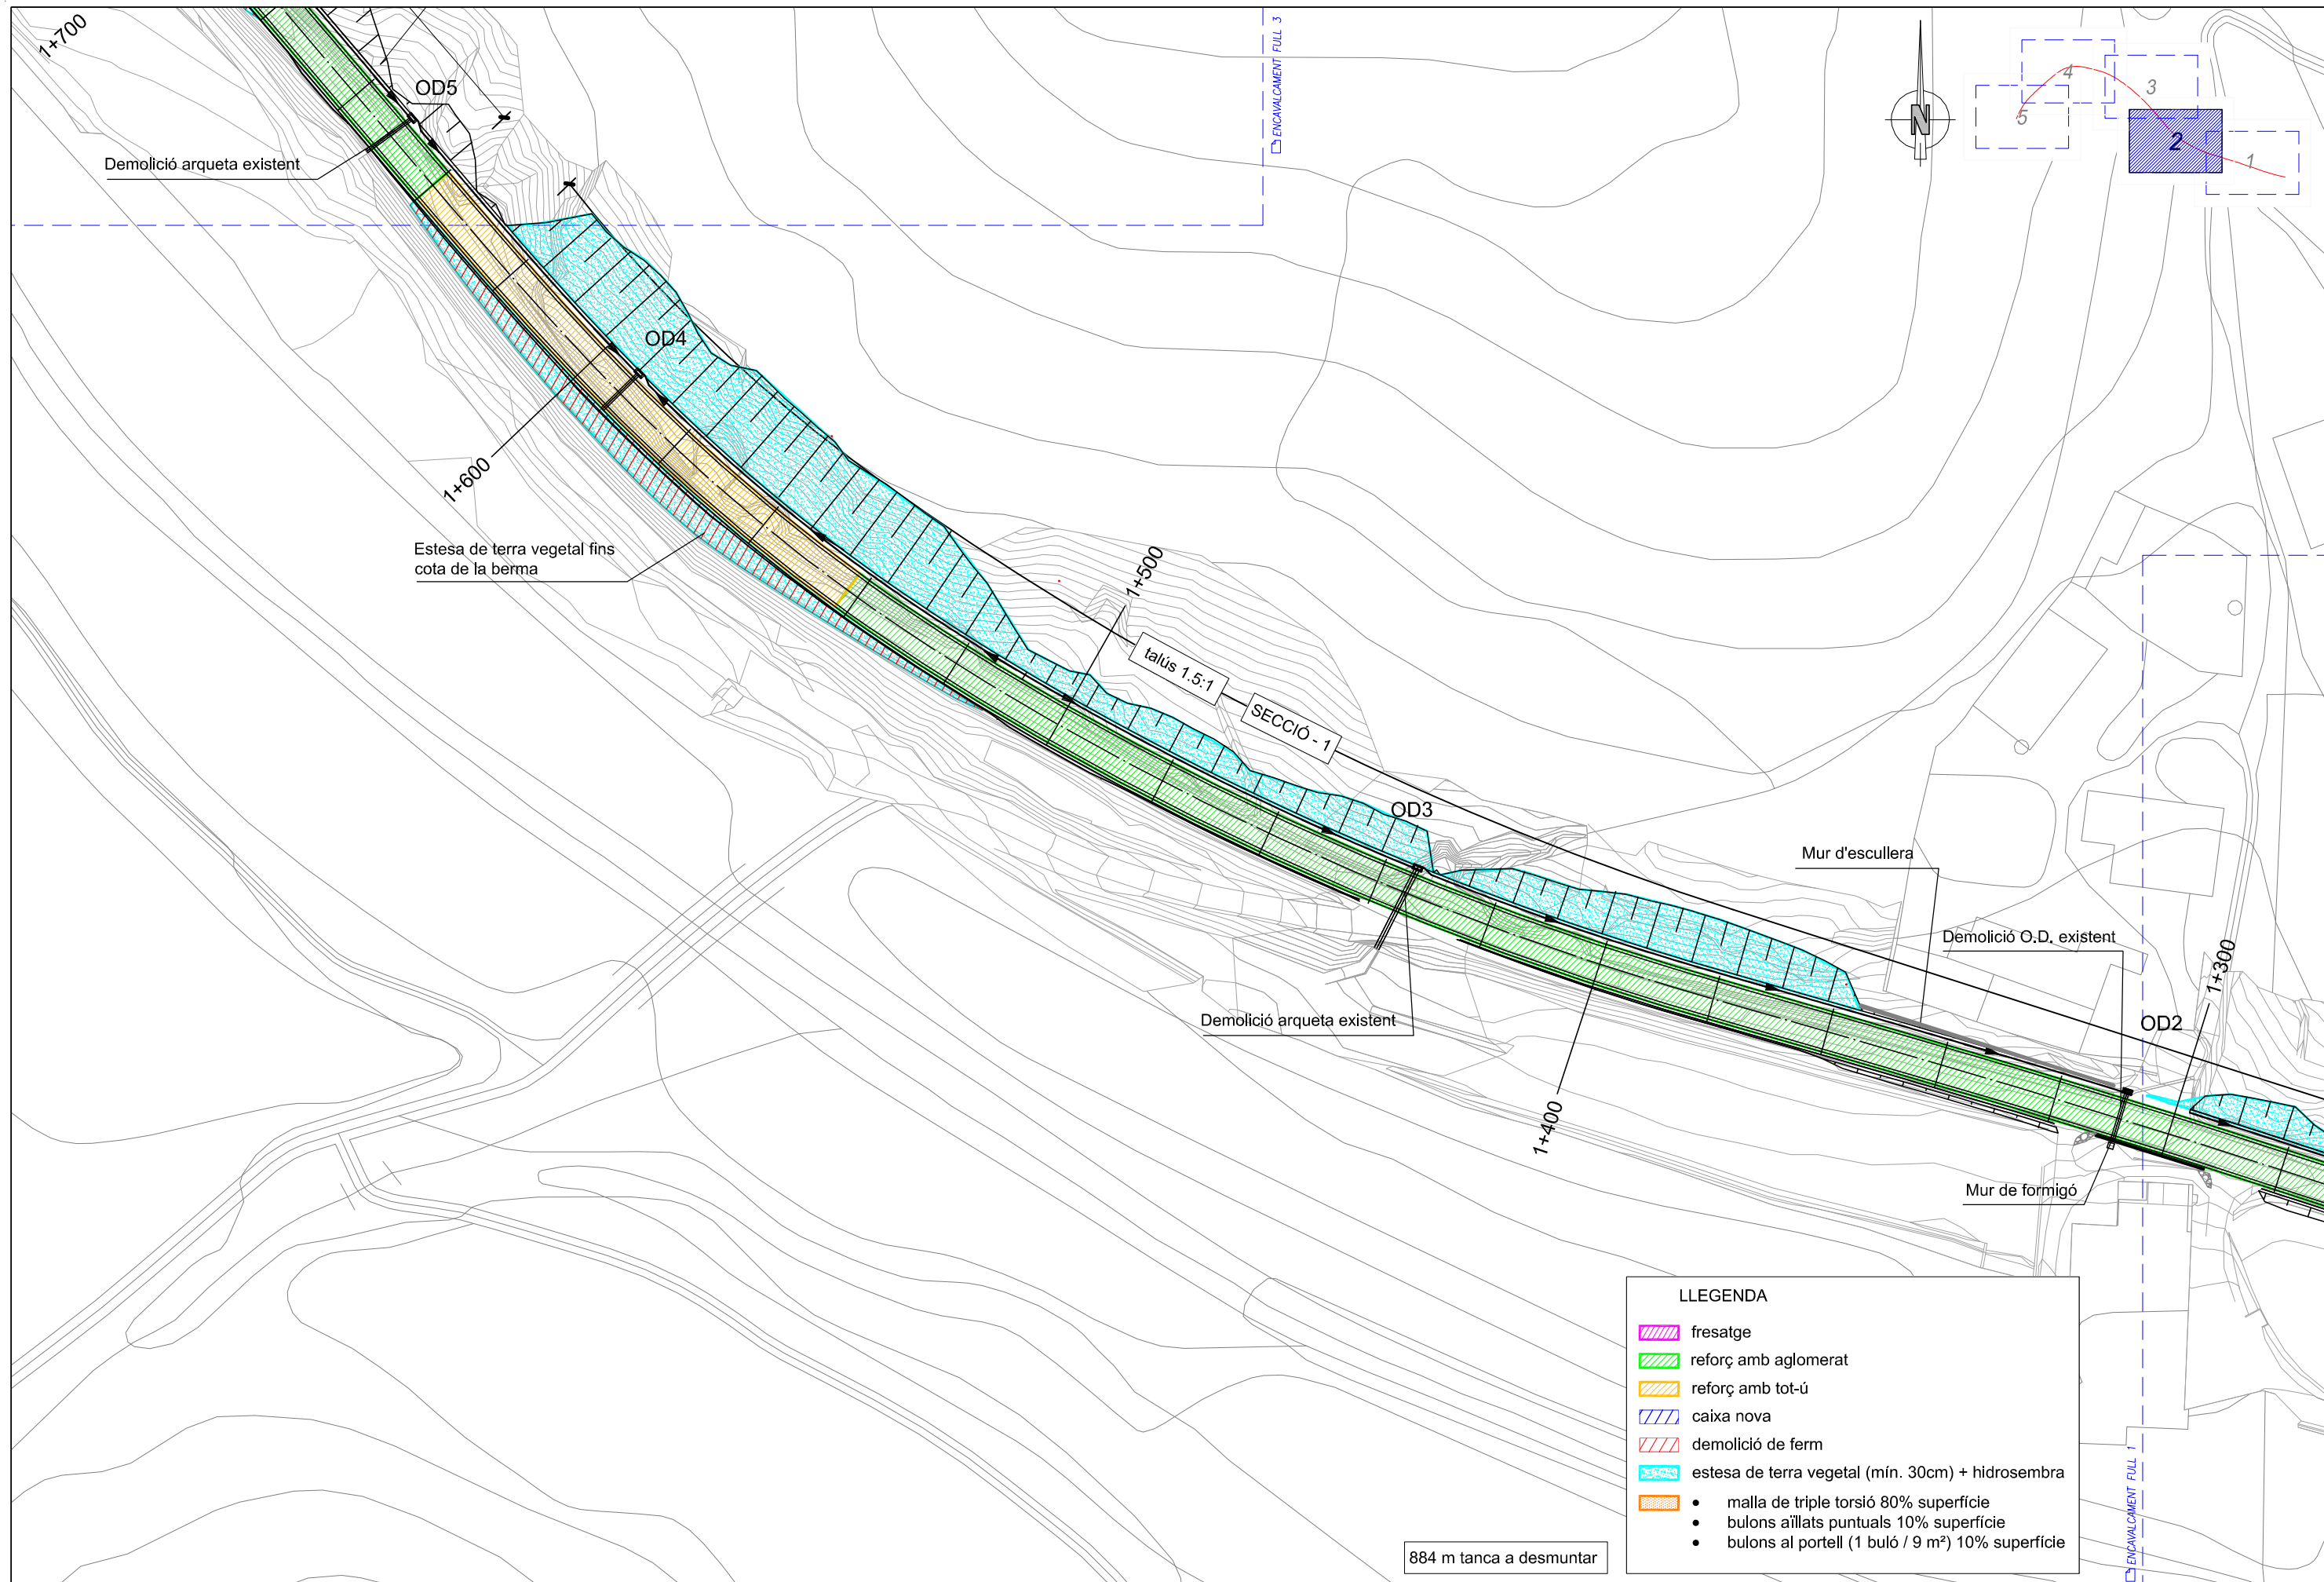 1+700
OD5
ENCAVALCAMENT FULL 3
N
4
3
5
2
1
Demolició arqueta existent
OD4
1+600
Estesa de terra vegetal fins
cota de la berma
1+500
talús 1.5:1
SECCIÓ - 1
OD3
Mur d'escullera
Demolició O.D. existent
1+300
Demolició arqueta existent
OD2
1+400
Mur de formigó
LLEGENDA
fresatge
reforç amb aglomerat
reforç amb tot-ú
caixa nova
demolició de ferm
estesa de terra vegetal (mín. 30cm) + hidrosembra
• malla de triple torsió 80% superfície
• bulons aïllats puntuals 10% superfície
• bulons al portell (1 buló / 9 m²) 10% superfície
884 m tanca a desmuntar
ENCAVALCAMENT FULL 1